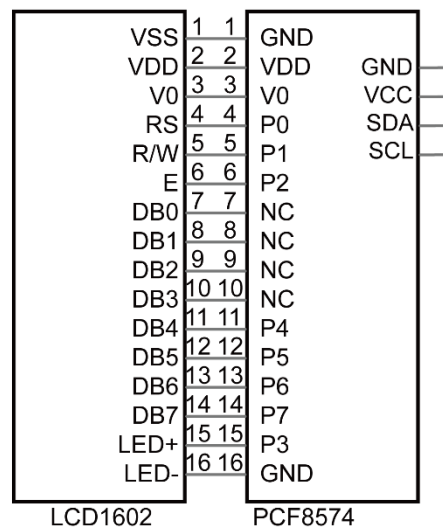 VSS 1 1 GND
VDD 2 2 VDD GND
V0 3 3 V0 VCC
RS 4 4 P0 SDA
R/W 5 5 P1 SCL
E 6 6 P2
DB0 7 7 NC
DB1 8 8 NC
DB2 9 9 NC
DB3 10 10 NC
DB4 11 11 P4
DB5 12 12 P5
DB6 13 13 P6
DB7 14 14 P7
LED+ 15 15 P3
LED- 16 16 GND
LCD1602 PCF8574